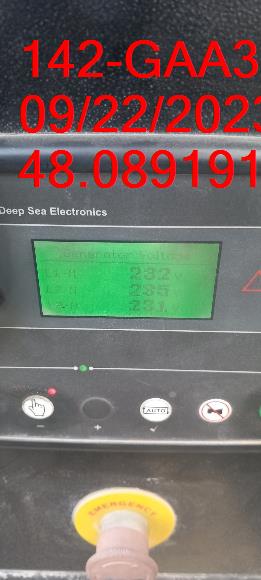 142-GAA3
09/22/2023
48.089191
Deep Sea Electronics
Generator Voltage
L1-N 232 v
L2-N 235 v
L3-N 231 v
AUTO
- + ✓
EMERGENCY